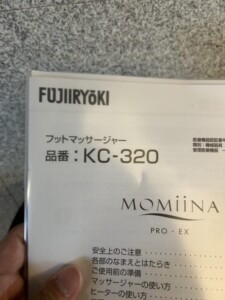 FUJIIRYOKI
フットマッサージャー
品番：KC-320
MOMiiNA
PRO-EX
安全上のご注意
各部のなまえとはたらき
ご使用前の準備
マッサージャーの使い方
ヒーターの使い方